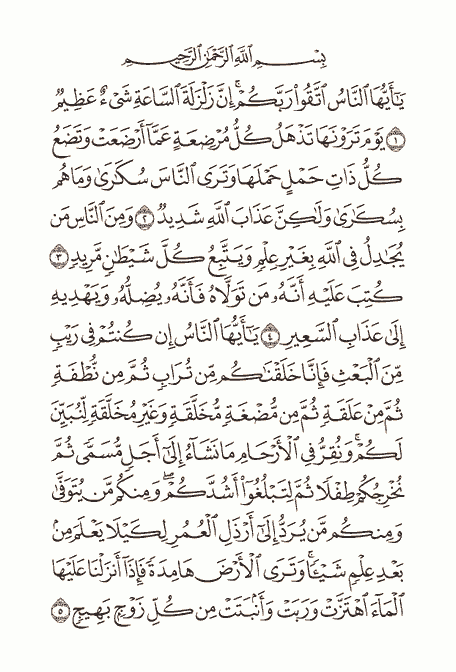 بِسْمِ ٱللَّهِ ٱلرَّحْمَٰنِ ٱلرَّحِيمِ
يَٰٓأَيُّهَا ٱلنَّاسُ ٱتَّقُوا۟ رَبَّكُمْ ۚ إِنَّ زَلْزَلَةَ ٱلسَّاعَةِ شَىْءٌ عَظِيمٌ
١ يَوْمَ تَرَوْنَهَا تَذْهَلُ كُلُّ مُرْضِعَةٍ عَمَّآ أَرْضَعَتْ وَتَضَعُ
كُلُّ ذَاتِ حَمْلٍ حَمْلَهَا وَتَرَى ٱلنَّاسَ سُكَٰرَىٰ وَمَا هُم
بِسُكَٰرَىٰ وَلَٰكِنَّ عَذَابَ ٱللَّهِ شَدِيدٌ ٢ وَمِنَ ٱلنَّاسِ مَن
يُجَٰدِلُ فِى ٱللَّهِ بِغَيْرِ عِلْمٍ وَيَتَّبِعُ كُلَّ شَيْطَٰنٍ مَّرِيدٍ ٣
كُتِبَ عَلَيْهِ أَنَّهُۥ مَن تَوَلَّاهُ فَأَنَّهُۥ يُضِلُّهُۥ وَيَهْدِيهِ
إِلَىٰ عَذَابِ ٱلسَّعِيرِ ٤ يَٰٓأَيُّهَا ٱلنَّاسُ إِن كُنتُمْ فِى رَيْبٍ
مِّنَ ٱلْبَعْثِ فَإِنَّا خَلَقْنَٰكُم مِّن تُرَابٍ ثُمَّ مِن نُّطْفَةٍ
ثُمَّ مِنْ عَلَقَةٍ ثُمَّ مِن مُّضْغَةٍ مُّخَلَّقَةٍ وَغَيْرِ مُخَلَّقَةٍ لِّنُبَيِّنَ
لَكُمْ ۚ وَنُقِرُّ فِى ٱلْأَرْحَامِ مَا نَشَآءُ إِلَىٰٓ أَجَلٍ مُّسَمًّى ثُمَّ
نُخْرِجُكُمْ طِفْلًا ثُمَّ لِتَبْلُغُوٓا۟ أَشُدَّكُمْ ۖ وَمِنكُم مَّن يُتَوَفَّىٰ
وَمِنكُم مَّن يُرَدُّ إِلَىٰٓ أَرْذَلِ ٱلْعُمُرِ لِكَيْلَا يَعْلَمَ مِنۢ
بَعْدِ عِلْمٍ شَيْـًٔا ۚ وَتَرَى ٱلْأَرْضَ هَامِدَةً فَإِذَآ أَنزَلْنَا عَلَيْهَا
ٱلْمَآءَ ٱهْتَزَّتْ وَرَبَتْ وَأَنۢبَتَتْ مِن كُلِّ زَوْجٍۭ بَهِيجٍ ٥